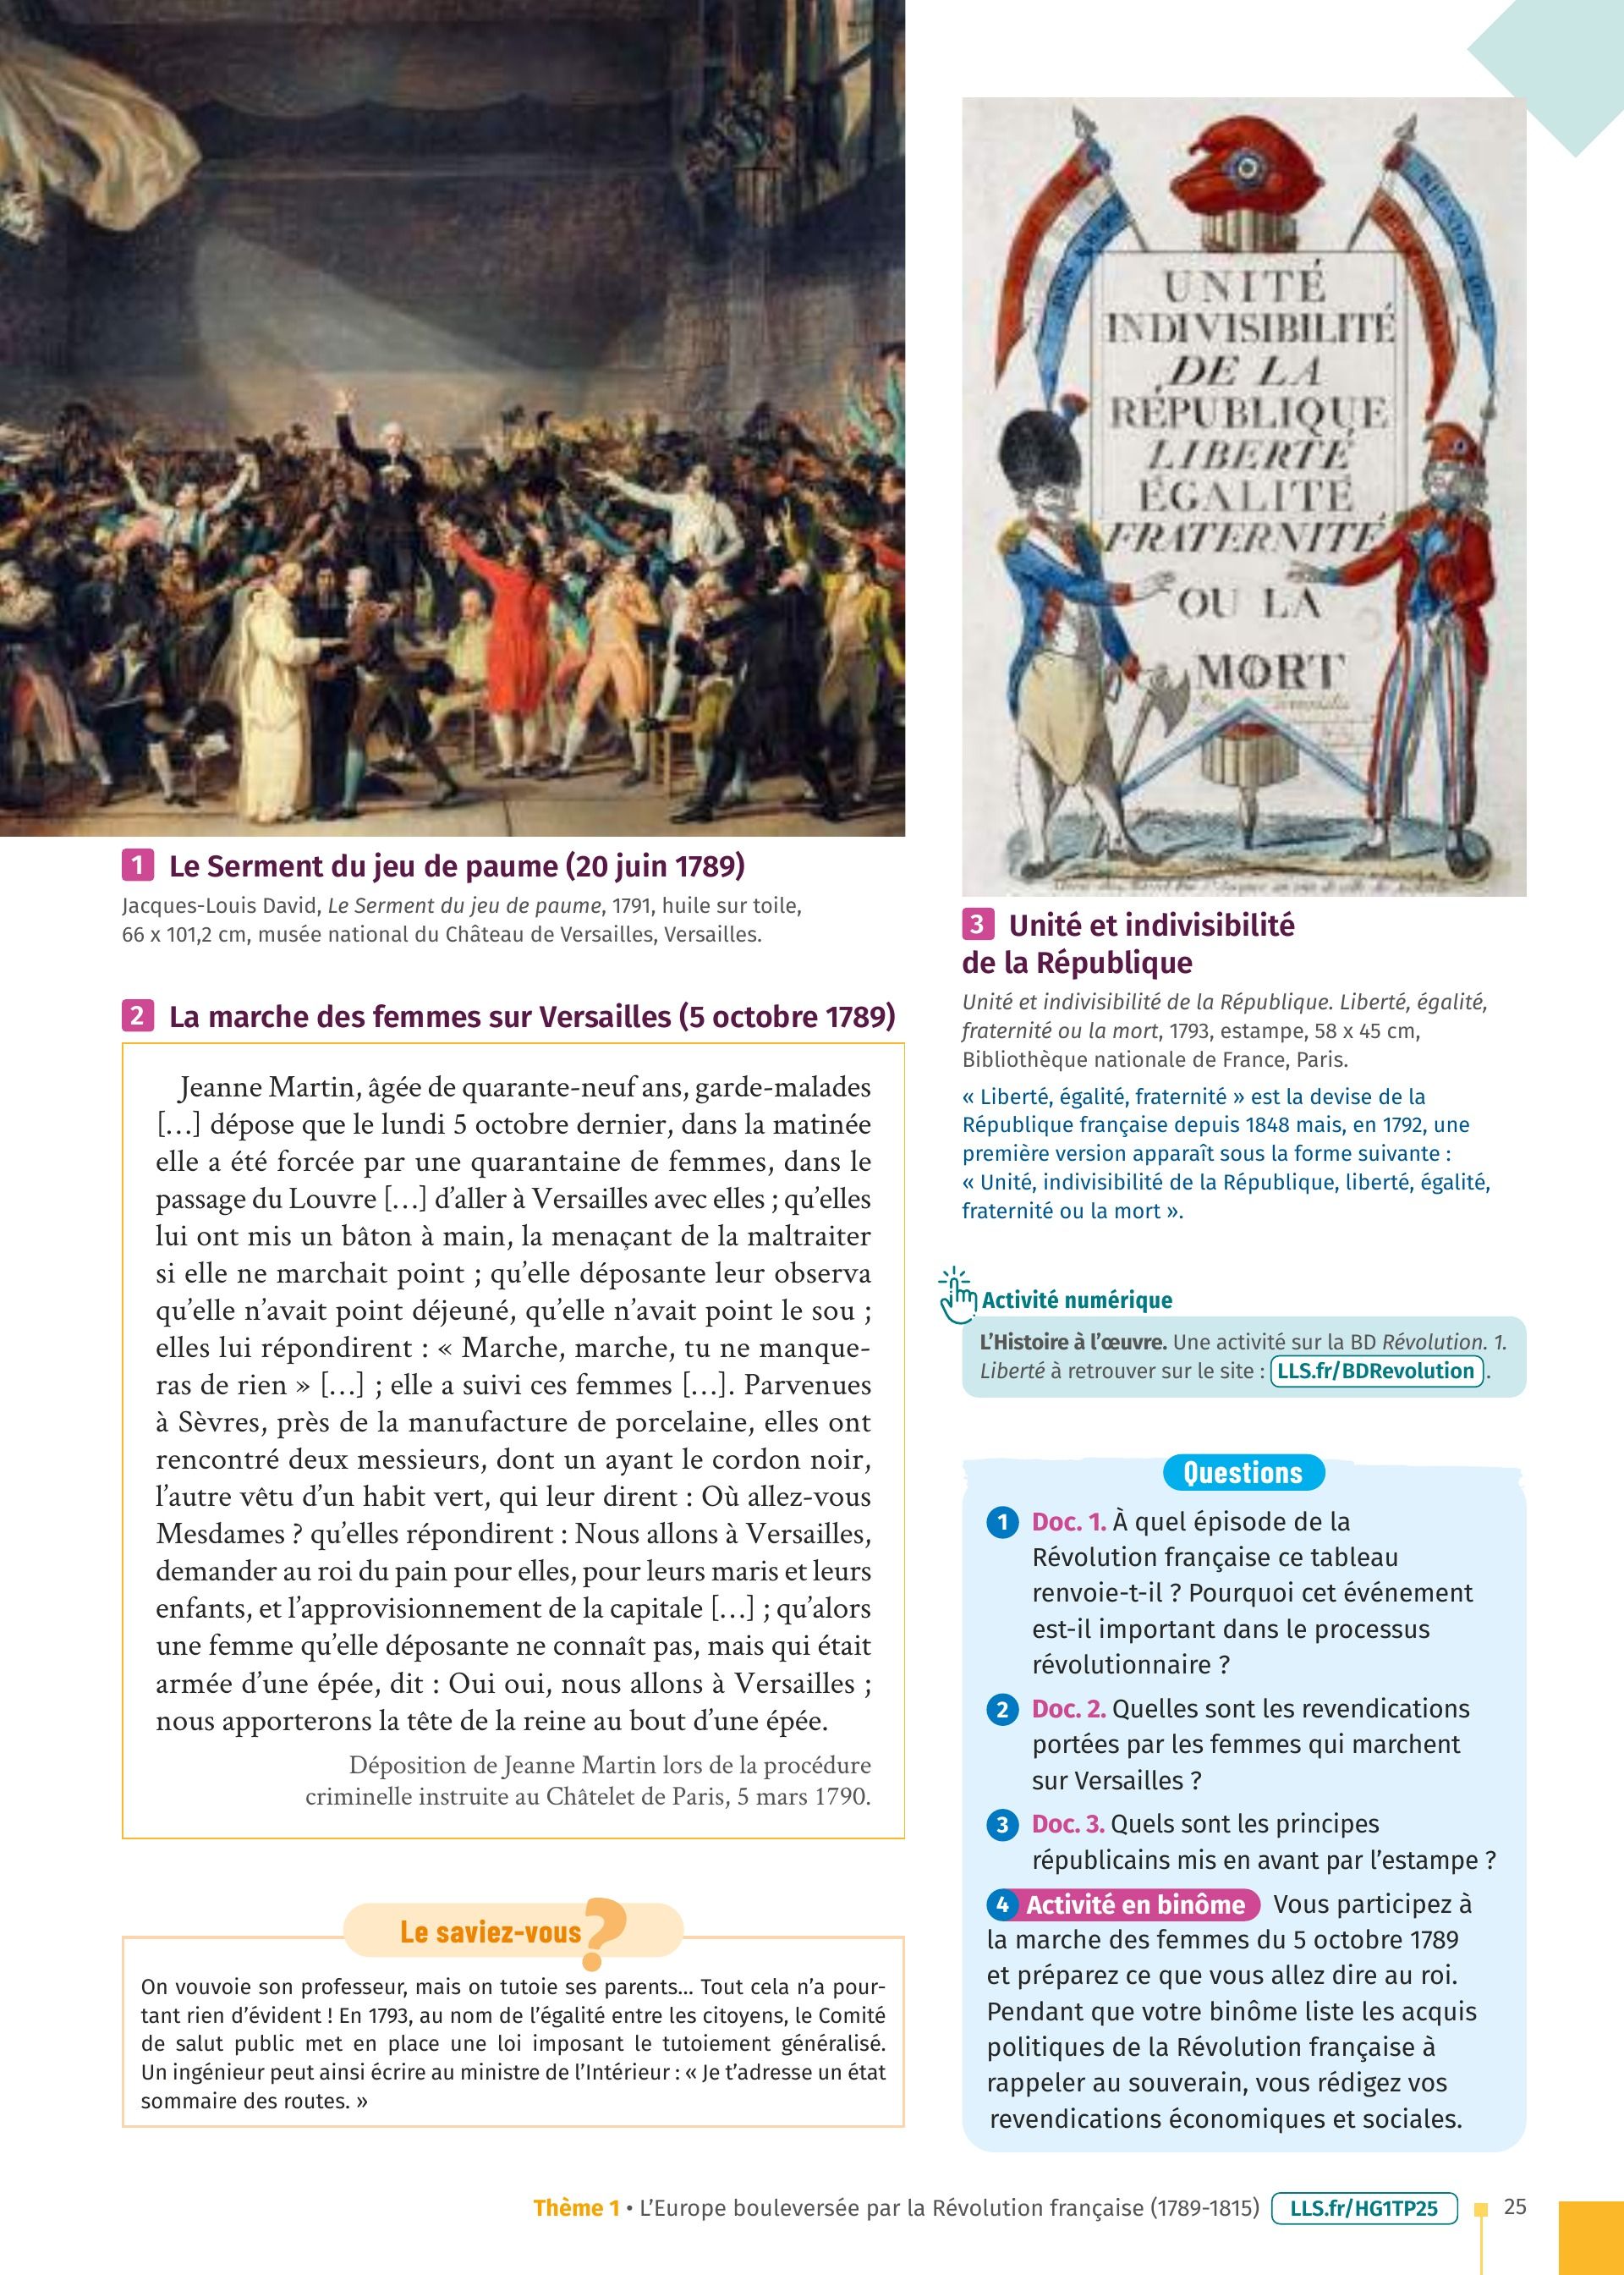 UNITÉ
INDIVISIBILITÉ
DE LA
RÉPUBLIQUE
LIBERTÉ
ÉGALITÉ
FRATERNITÉ
OU LA
MORT
1 Le Serment du jeu de paume (20 juin 1789)
Jacques-Louis David, Le Serment du jeu de paume, 1791, huile sur toile,
66 x 101,2 cm, musée national du Château de Versailles, Versailles.
2 La marche des femmes sur Versailles (5 octobre 1789)
Jeanne Martin, âgée de quarante-neuf ans, garde-malades
[…] dépose que le lundi 5 octobre dernier, dans la matinée
elle a été forcée par une quarantaine de femmes, dans le
passage du Louvre […] d’aller à Versailles avec elles ; qu’elles
lui ont mis un bâton à main, la menaçant de la maltraiter
si elle ne marchait point ; qu’elle déposante leur observa
qu’elle n’avait point déjeuné, qu’elle n’avait point le sou ;
elles lui répondirent : « Marche, marche, tu ne manque-
ras de rien » […] ; elle a suivi ces femmes […]. Parvenues
à Sèvres, près de la manufacture de porcelaine, elles ont
rencontré deux messieurs, dont un ayant le cordon noir,
l’autre vêtu d’un habit vert, qui leur dirent : Où allez-vous
Mesdames ? qu’elles répondirent : Nous allons à Versailles,
demander au roi du pain pour elles, pour leurs maris et leurs
enfants, et l’approvisionnement de la capitale […] ; qu’alors
une femme qu’elle déposante ne connaît pas, mais qui était
armée d’une épée, dit : Oui oui, nous allons à Versailles ;
nous apporterons la tête de la reine au bout d’une épée.
Déposition de Jeanne Martin lors de la procédure
criminelle instruite au Châtelet de Paris, 5 mars 1790.
Le saviez-vous ?
On vouvoie son professeur, mais on tutoie ses parents… Tout cela n’a pour-
tant rien d’évident ! En 1793, au nom de l’égalité entre les citoyens, le Comité
de salut public met en place une loi imposant le tutoiement généralisé.
Un ingénieur peut ainsi écrire au ministre de l’Intérieur : « Je t’adresse un état
sommaire des routes. »
3 Unité et indivisibilité
de la République
Unité et indivisibilité de la République. Liberté, égalité,
fraternité ou la mort, 1793, estampe, 58 x 45 cm,
Bibliothèque nationale de France, Paris.
« Liberté, égalité, fraternité » est la devise de la
République française depuis 1848 mais, en 1792, une
première version apparaît sous la forme suivante :
« Unité, indivisibilité de la République, liberté, égalité,
fraternité ou la mort ».
Activité numérique
L’Histoire à l’œuvre. Une activité sur la BD Révolution. 1.
Liberté à retrouver sur le site : LLS.fr/BDRevolution.
Questions
1 Doc. 1. À quel épisode de la
Révolution française ce tableau
renvoie-t-il ? Pourquoi cet événement
est-il important dans le processus
révolutionnaire ?
2 Doc. 2. Quelles sont les revendications
portées par les femmes qui marchent
sur Versailles ?
3 Doc. 3. Quels sont les principes
républicains mis en avant par l’estampe ?
4 Activité en binôme Vous participez à
la marche des femmes du 5 octobre 1789
et préparez ce que vous allez dire au roi.
Pendant que votre binôme liste les acquis
politiques de la Révolution française à
rappeler au souverain, vous rédigez vos
revendications économiques et sociales.
Thème 1 • L’Europe bouleversée par la Révolution française (1789-1815) LLS.fr/HG1TP25 25